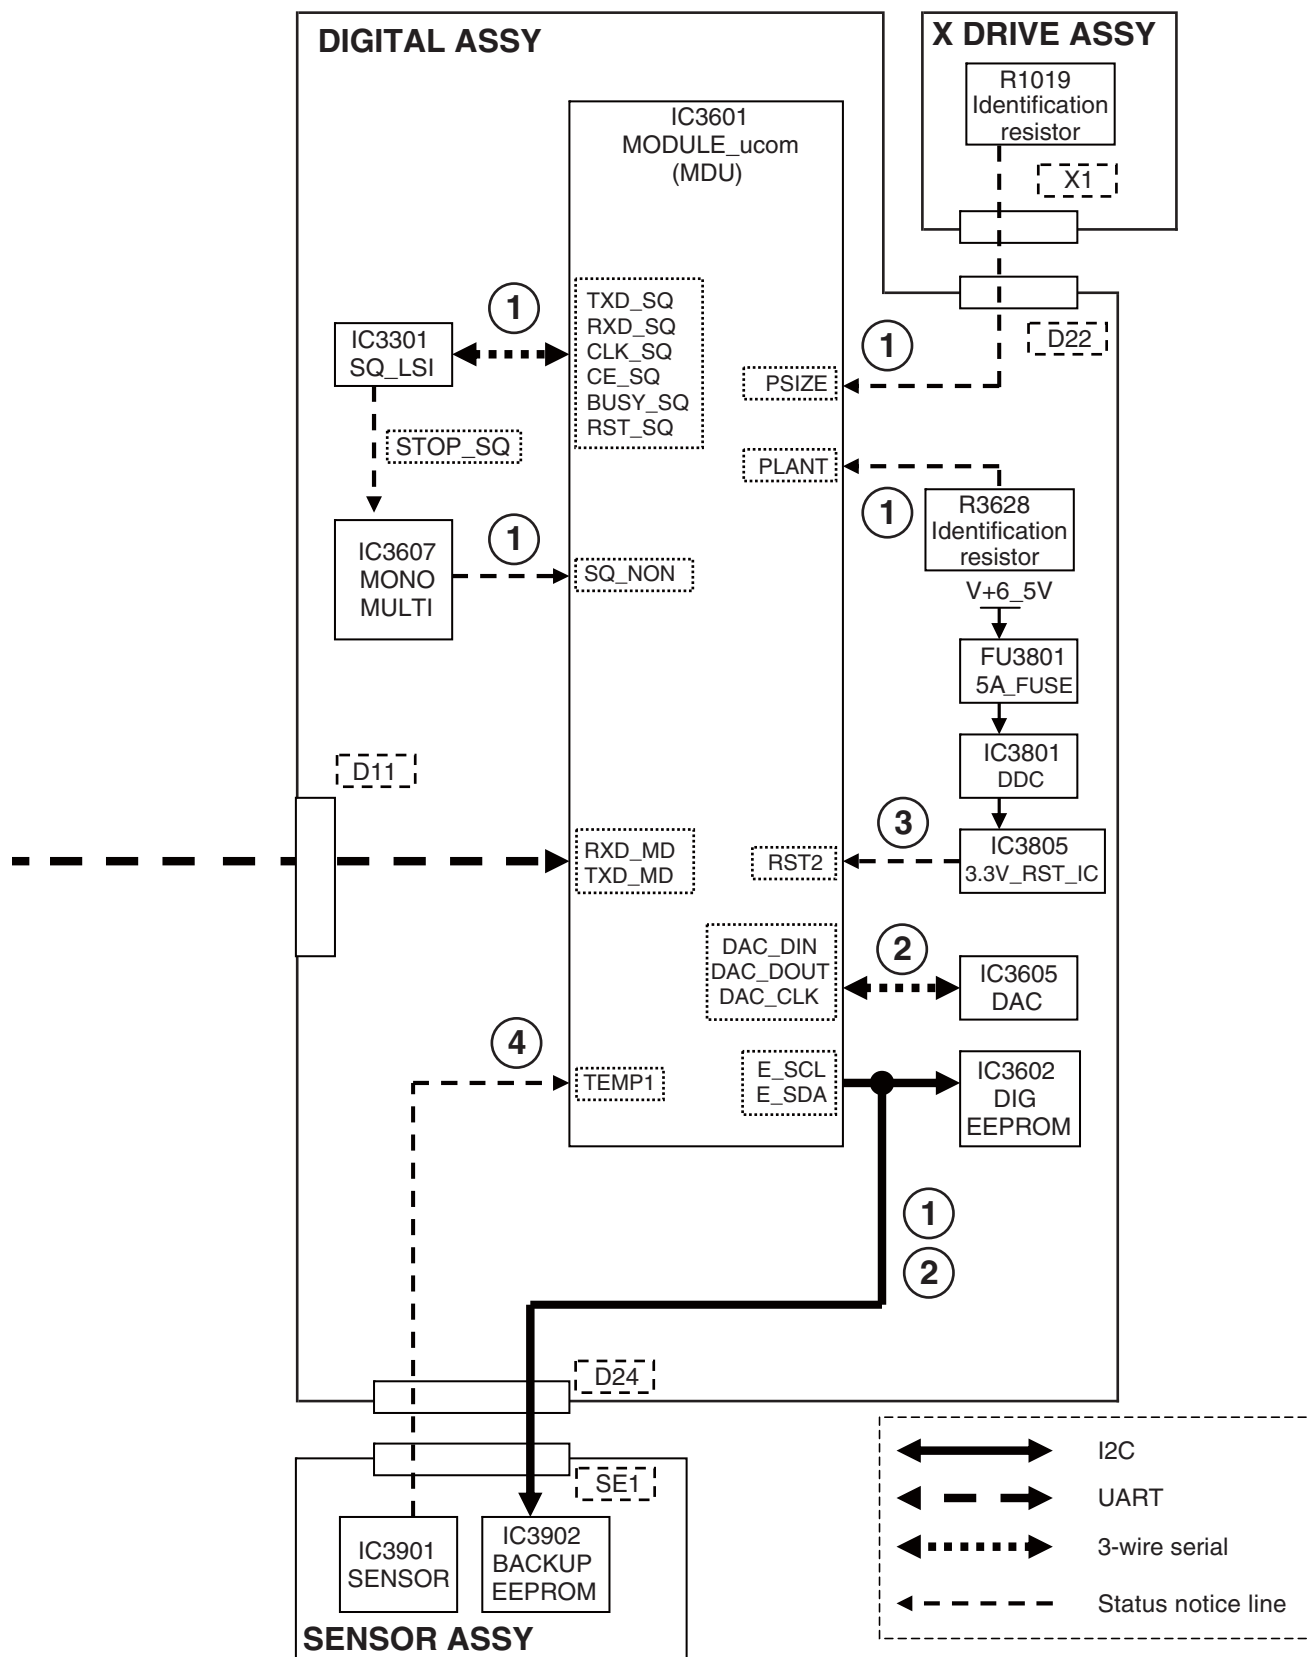 DIGITAL ASSY
X DRIVE ASSY
R1019
Identification
resistor
X1
IC3601
MODULE_ucom
(MDU)
D22
1
IC3301
SQ_LSI
TXD_SQ
RXD_SQ
CLK_SQ
CE_SQ
BUSY_SQ
RST_SQ
1
PSIZE
STOP_SQ
PLANT
1
R3628
Identification
resistor
IC3607
MONO
MULTI
1
SQ_NON
V+6_5V
FU3801
5A_FUSE
IC3801
DDC
D11
RXD_MD
TXD_MD
RST2
3
IC3805
3.3V_RST_IC
DAC_DIN
DAC_DOUT
DAC_CLK
2
IC3605
DAC
4
TEMP1
E_SCL
E_SDA
IC3602
DIG
EEPROM
1
2
D24
SE1
IC3901
SENSOR
IC3902
BACKUP
EEPROM
SENSOR ASSY
I2C
UART
3-wire serial
Status notice line